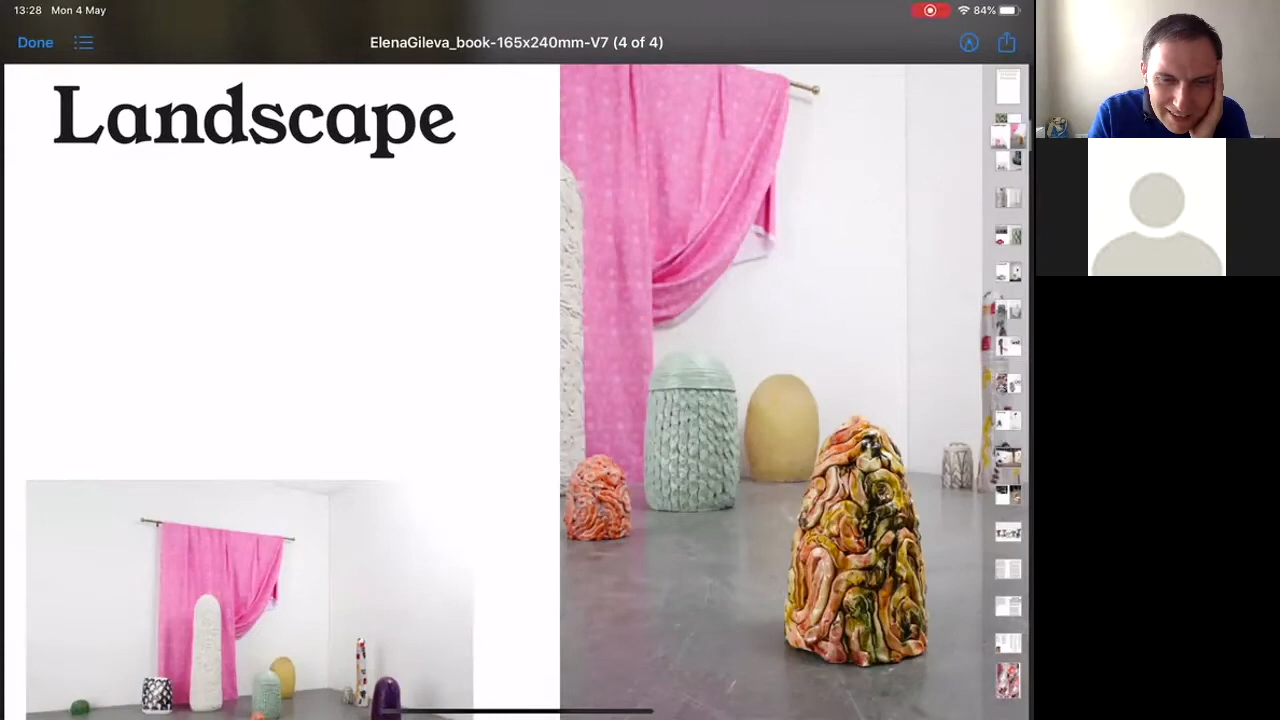 13:28 Mon 4 May
84%
Done
ElenaGileva_book-165x240mm-V7 (4 of 4)
Landscape